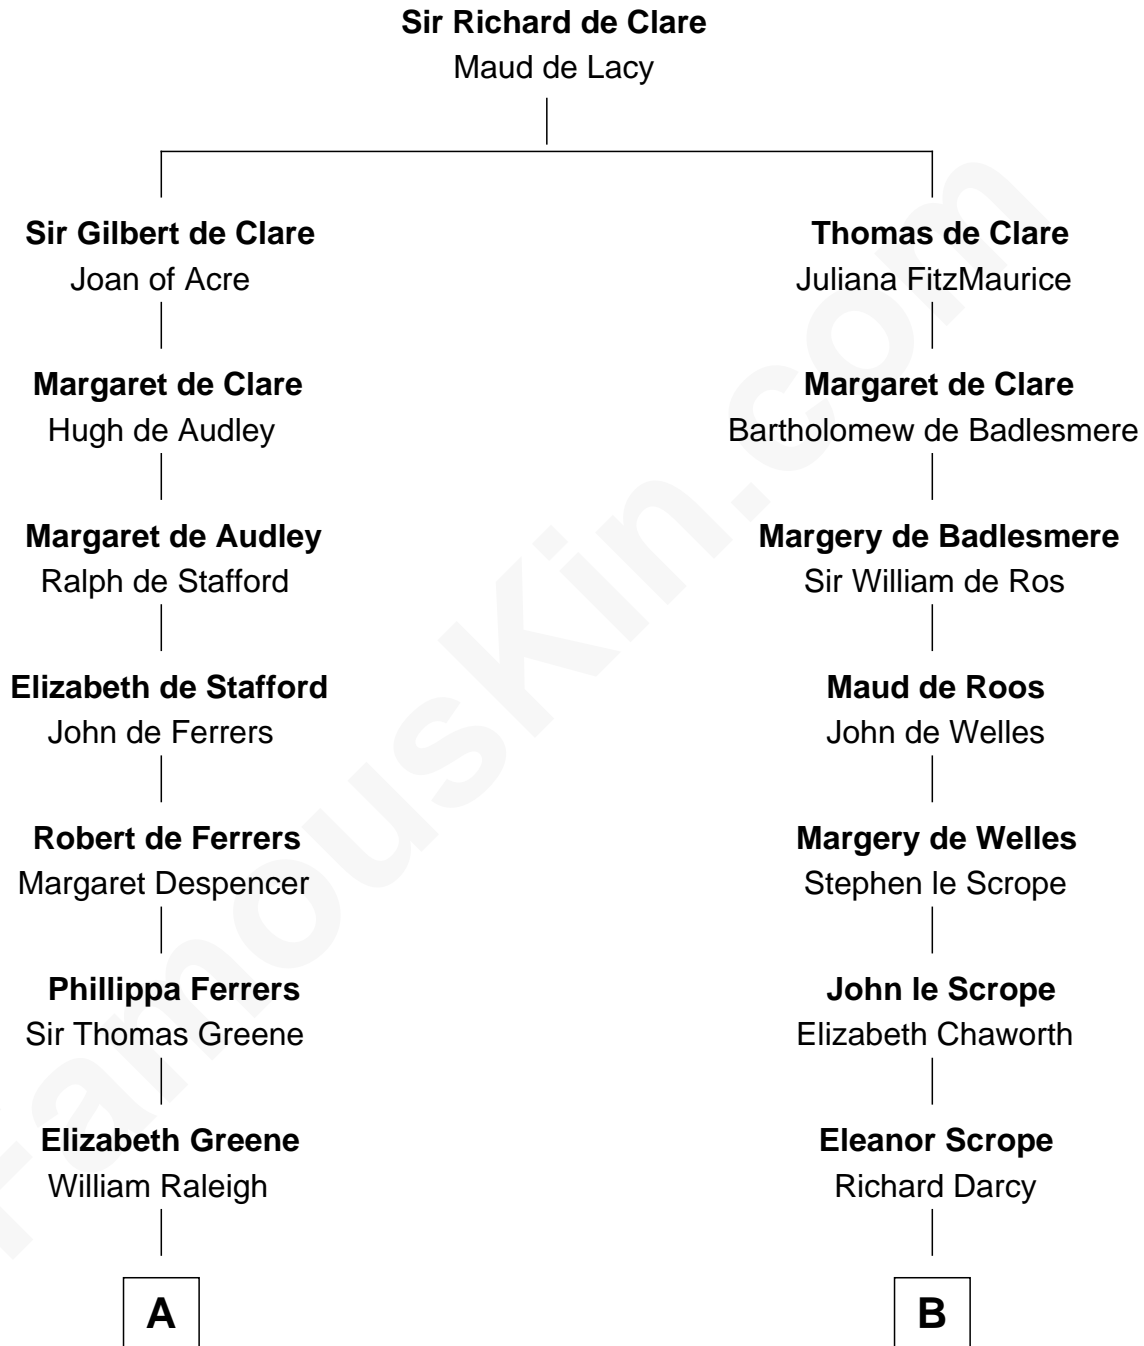 Sir Richard de Clare
Maud de Lacy
Sir Gilbert de Clare
Joan of Acre
Margaret de Clare
Hugh de Audley
Margaret de Audley
Ralph de Stafford
Elizabeth de Stafford
John de Ferrers
Robert de Ferrers
Margaret Despencer
Phillippa Ferrers
Sir Thomas Greene
Elizabeth Greene
William Raleigh
A
Thomas de Clare
Juliana FitzMaurice
Margaret de Clare
Bartholomew de Badlesmere
Margery de Badlesmere
Sir William de Ros
Maud de Roos
John de Welles
Margery de Welles
Stephen le Scrope
John le Scrope
Elizabeth Chaworth
Eleanor Scrope
Richard Darcy
B
FamousKin.com